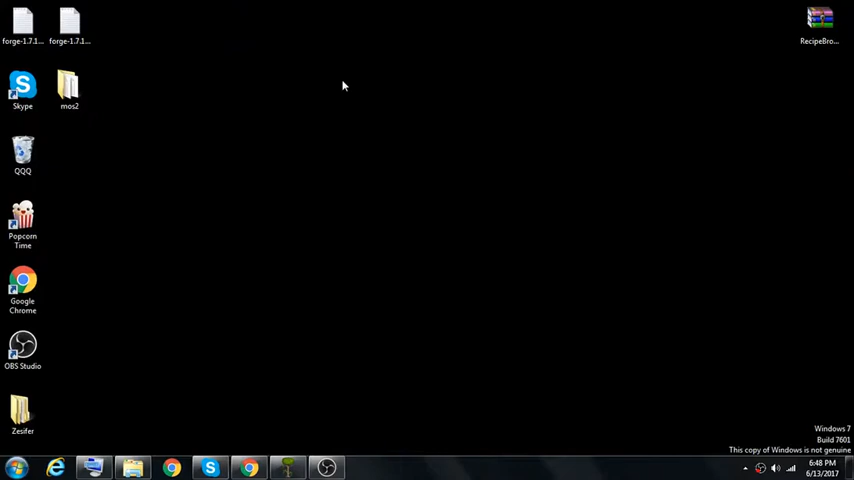 forge-1.7.1...
forge-1.7.1...
RecipeBro...
Skype
mos2
QQQ
Popcorn
Time
Google
Chrome
OBS Studio
Zesifer
Windows 7
Build 7601
This copy of Windows is not genuine
6:48 PM
6/13/2017